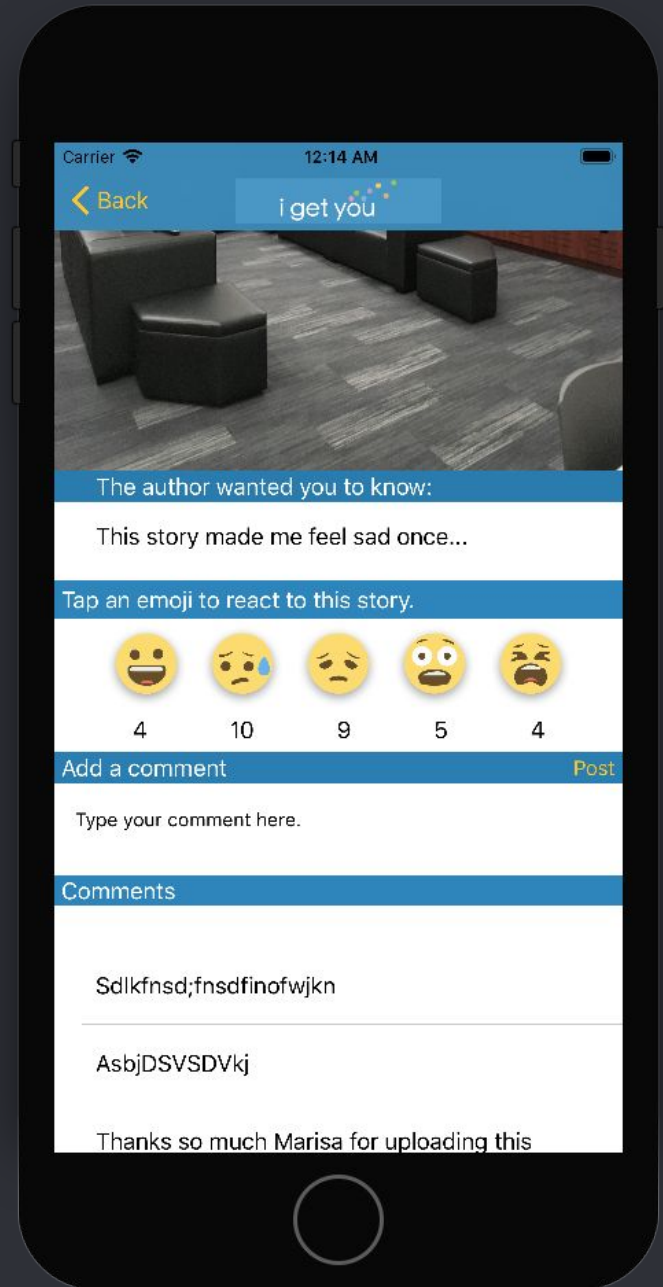 Carrier 12:14 AM
Back i get you
The author wanted you to know:
This story made me feel sad once...
Tap an emoji to react to this story.
4 10 9 5 4
Add a comment Post
Type your comment here.
Comments
Sdlkfnsd;fnsdfinofwjkn
AsbjDSVSDVkj
Thanks so much Marisa for uploading this